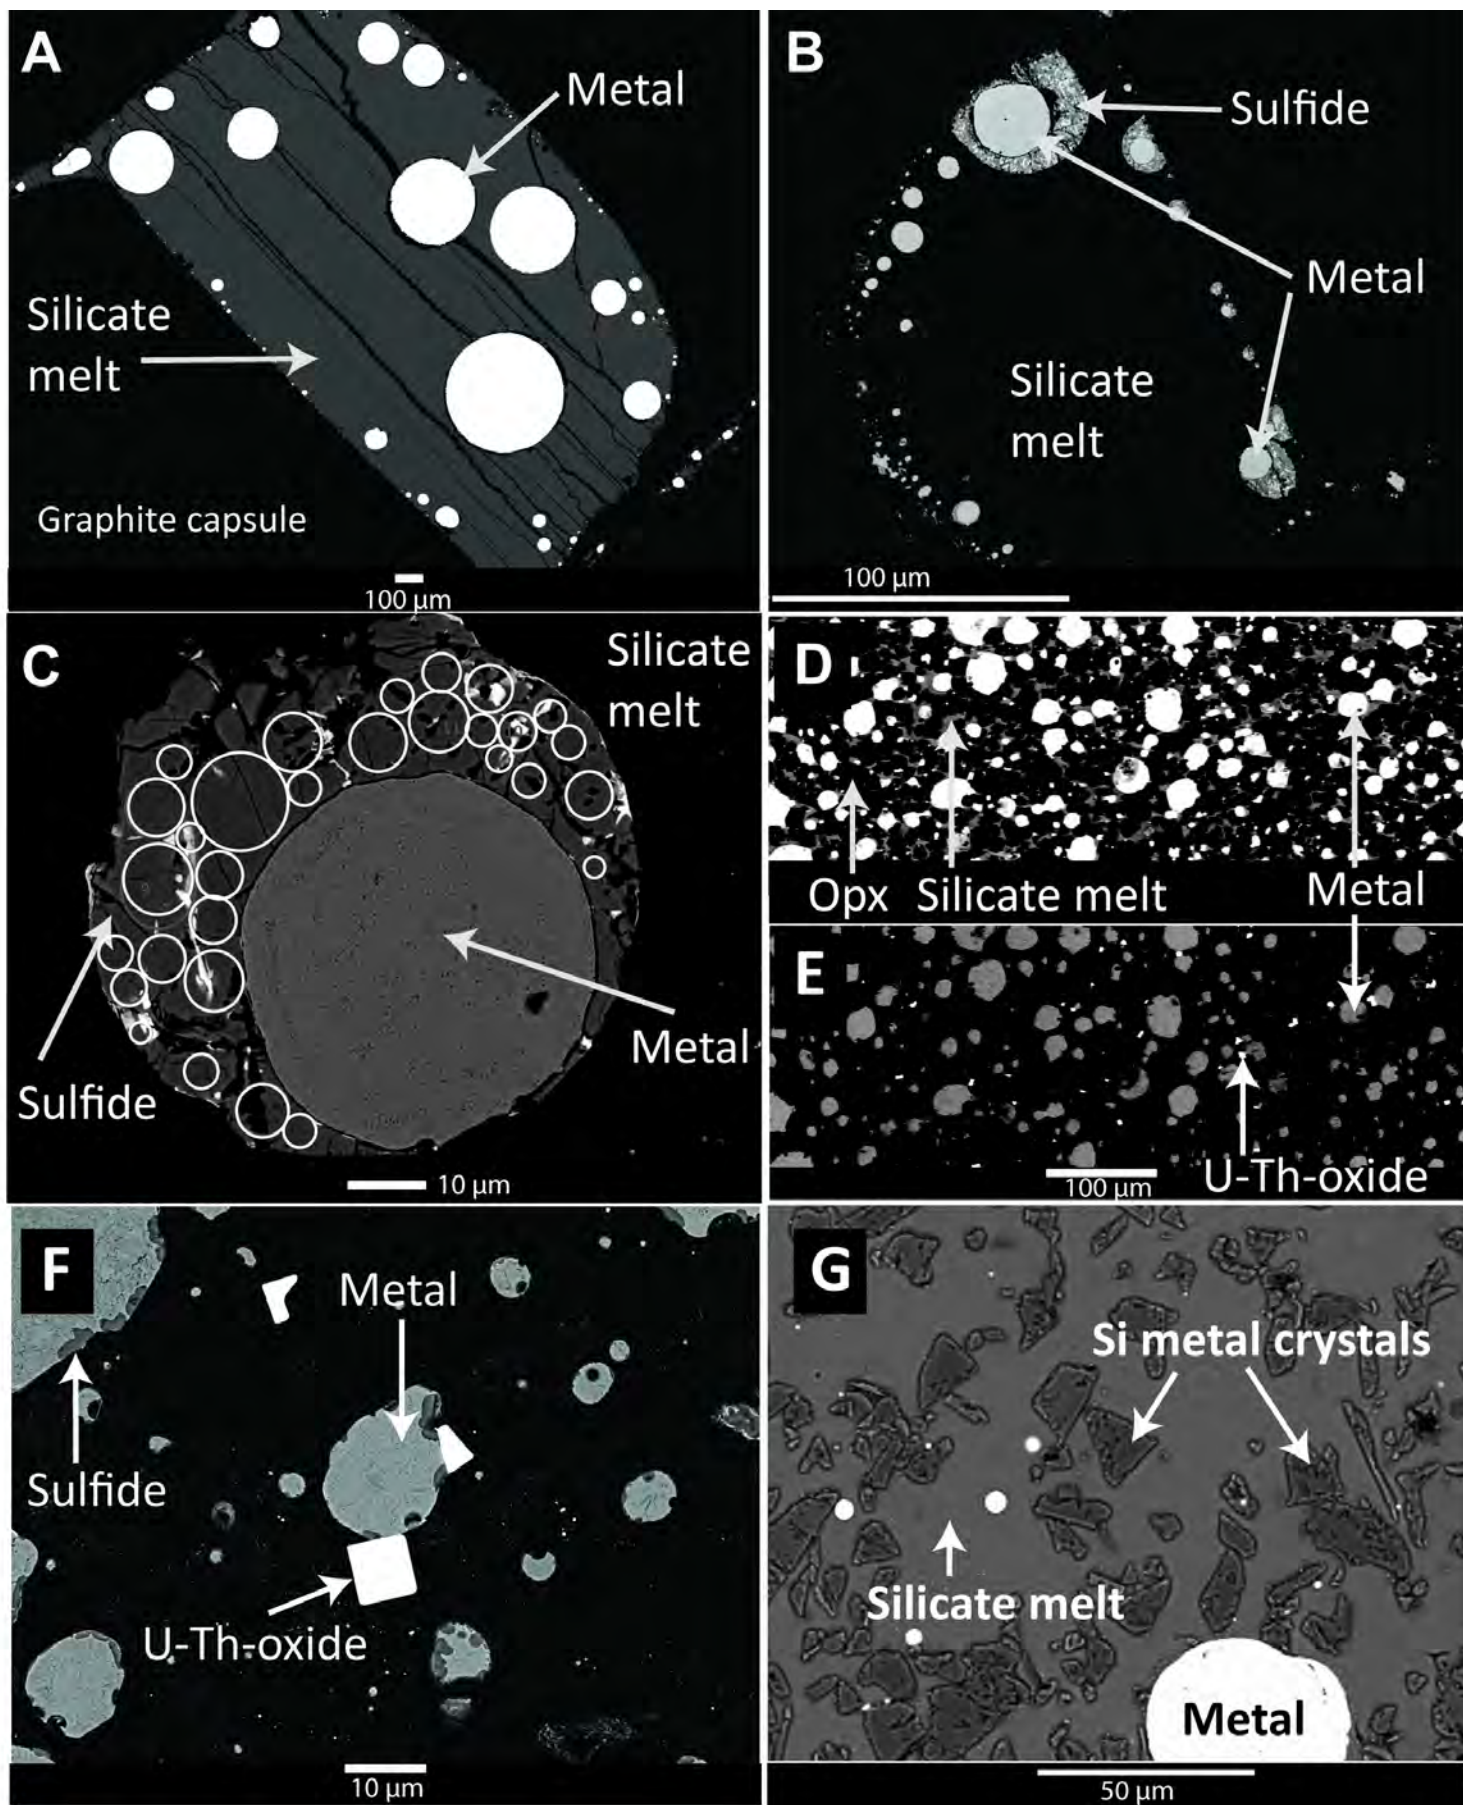 A
Metal
Silicate
melt
Graphite capsule
100 μm
B
Sulfide
Metal
Silicate
melt
100 μm
C
Silicate
melt
Metal
Sulfide
10 μm
D
Opx
Silicate melt
Metal
E
100 μm
U-Th-oxide
F
Metal
Sulfide
U-Th-oxide
10 μm
G
Si metal crystals
Silicate melt
Metal
50 μm